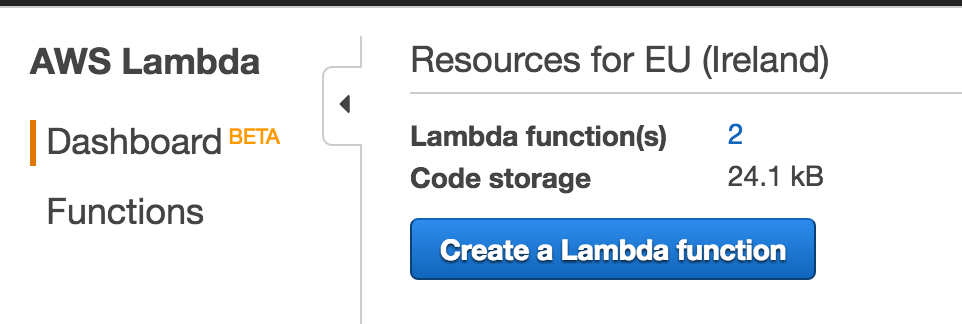 AWS Lambda
Dashboard BETA
Functions
Resources for EU (Ireland)
Lambda function(s) 2
Code storage 24.1 kB
Create a Lambda function